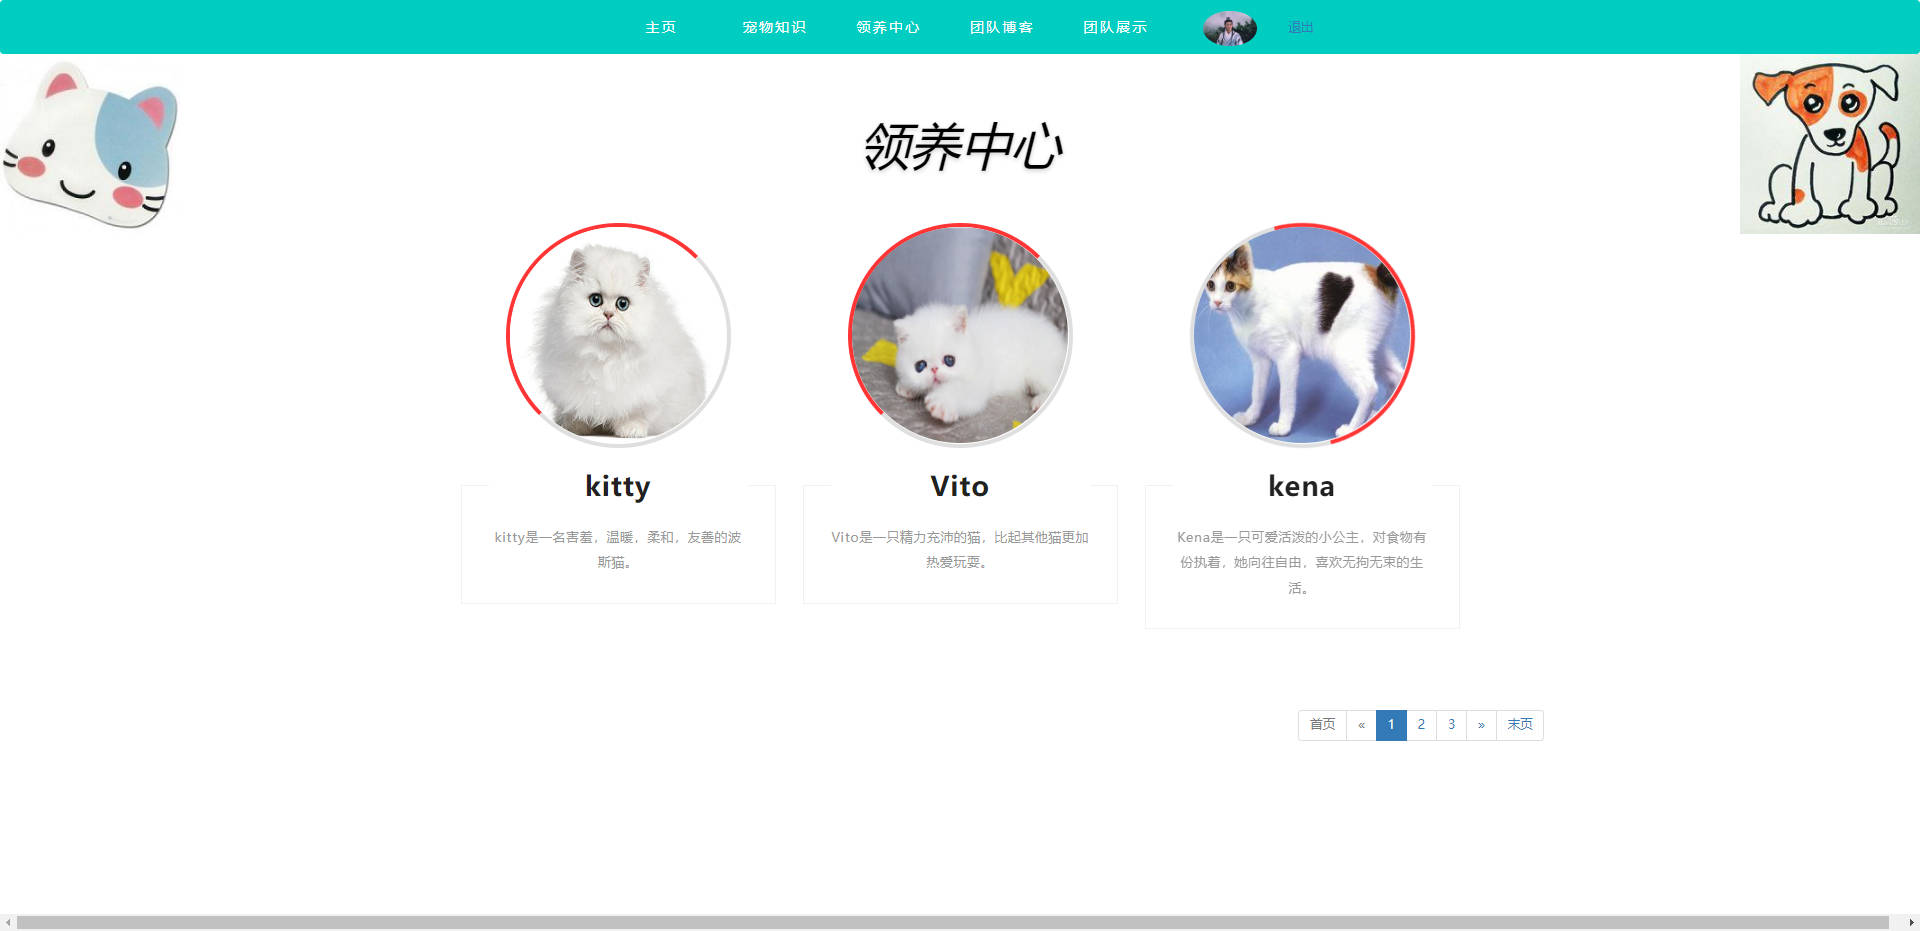 主页 宠物知识 领养中心 团队博客 团队展示 退出
领养中心
kitty
kitty是一名害羞，温暖，柔和，友善的波
斯猫。
Vito
Vito是一只精力充沛的猫，比起其他猫更加
热爱玩耍。
kena
Kena是一只可爱活泼的小公主，对食物有
份执着，她向往自由，喜欢无拘无束的生
活。
首页 « 1 2 3 » 末页